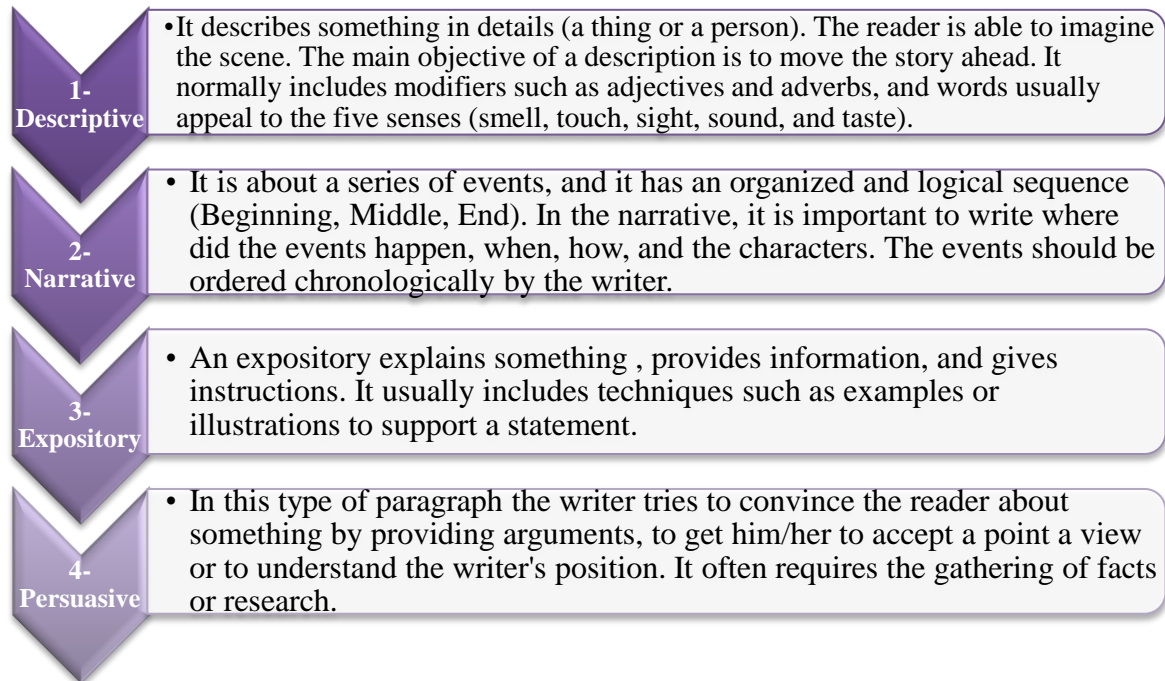 1-
Descriptive
•It describes something in details (a thing or a person). The reader is able to imagine
the scene. The main objective of a description is to move the story ahead. It
normally includes modifiers such as adjectives and adverbs, and words usually
appeal to the five senses (smell, touch, sight, sound, and taste).
2-
Narrative
• It is about a series of events, and it has an organized and logical sequence
(Beginning, Middle, End). In the narrative, it is important to write where
did the events happen, when, how, and the characters. The events should be
ordered chronologically by the writer.
3-
Expository
• An expository explains something , provides information, and gives
instructions. It usually includes techniques such as examples or
illustrations to support a statement.
4-
Persuasive
• In this type of paragraph the writer tries to convince the reader about
something by providing arguments, to get him/her to accept a point a view
or to understand the writer's position. It often requires the gathering of facts
or research.